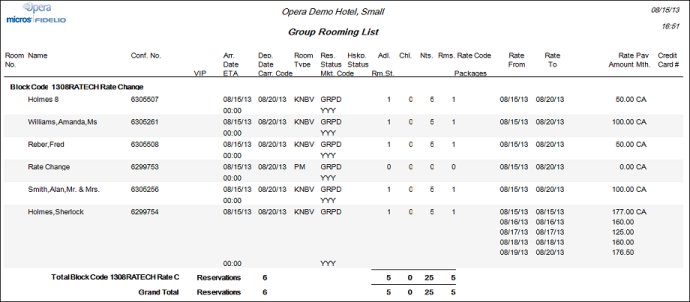 Opera
micros FIDELIO
Opera Demo Hotel, Small
08/15/13
Group Rooming List
16:51
Room Name Conf. No. Arr. Dep. Room Res. Hsko. Adl. Chl. Nts. Rms. Rate Code Rate Rate Rate Pay Credit
No. Date Date Type Status Status From To Amount Mth. Card #
VIP ETA Carr. Code Mkt. Code Rm.St. Packages
Block Code 1308RATECH Rate Change
Holmes 8 6305507 08/15/13 08/20/13 KNBV GRPD 1 0 5 1 08/15/13 08/20/13 50.00 CA
00:00 YYY
Williams,Amanda,Ms 6305261 08/15/13 08/20/13 KNBV GRPD 1 0 5 1 08/15/13 08/20/13 100.00 CA
00:00 YYY
Reber,Fred 6305508 08/15/13 08/20/13 KNBV GRPD 1 0 5 1 08/15/13 08/20/13 50.00 CA
00:00 YYY
Rate Change 6299753 08/15/13 08/20/13 PM GRPD 0 0 0 0 08/15/13 08/20/13 0.00 CA
00:00 YYY
Smith,Alan,Mr. & Mrs. 6305256 08/15/13 08/20/13 KNBV GRPD 1 0 5 1 08/15/13 08/20/13 100.00 CA
00:00 YYY
Holmes,Sherlock 6299754 08/15/13 08/20/13 KNBV GRPD 1 0 5 1 08/15/13 08/15/13 177.00 CA
08/16/13 08/16/13 160.00
08/17/13 08/17/13 125.00
08/18/13 08/18/13 160.00
08/19/13 08/20/13 176.50
00:00 YYY
Total Block Code 1308RATECH Rate C Reservations 6 5 0 25 5
Grand Total Reservations 6 5 0 25 5